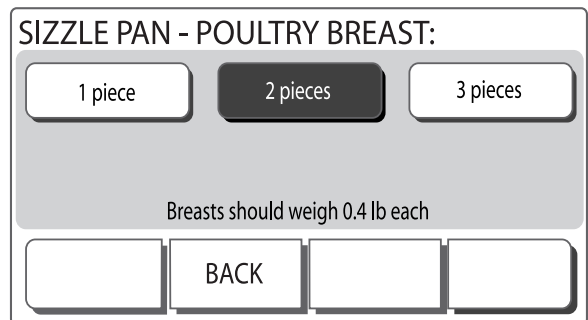 SIZZLE PAN - POULTRY BREAST:
1 piece
2 pieces
3 pieces
Breasts should weigh 0.4 lb each
BACK